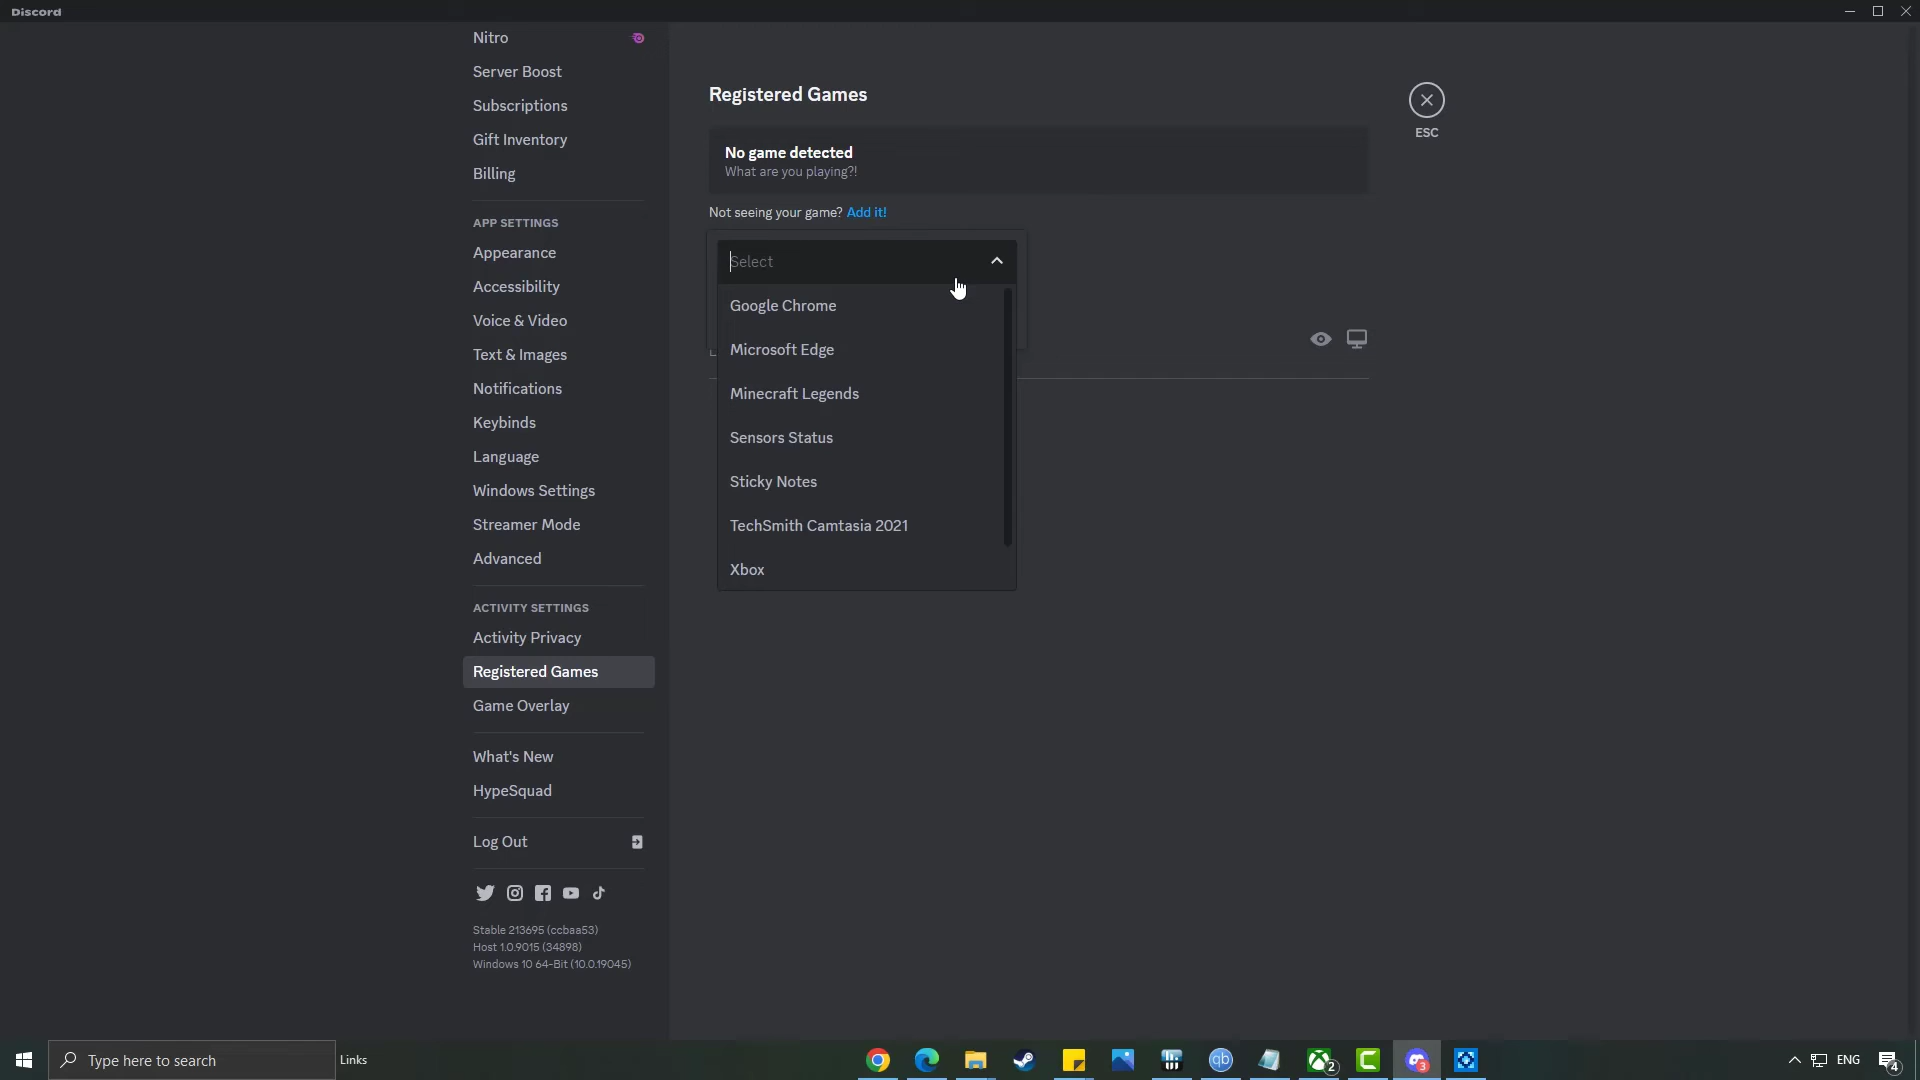 Discord
Nitro
Server Boost
Subscriptions
Gift Inventory
Billing
APP SETTINGS
Appearance
Accessibility
Voice & Video
Text & Images
Notifications
Keybinds
Language
Windows Settings
Streamer Mode
Advanced
ACTIVITY SETTINGS
Activity Privacy
Registered Games
Game Overlay
What's New
HypeSquad
Log Out
Stable 213695 (ccbaa53)
Host 1.0.9015 (34898)
Windows 10 64-Bit (10.0.19045)
Registered Games
No game detected
What are you playing?!
Not seeing your game? Add it!
Select
Google Chrome
Microsoft Edge
Minecraft Legends
Sensors Status
Sticky Notes
TechSmith Camtasia 2021
Xbox
ESC
Type here to search
Links
qb
2
3
ENG
4